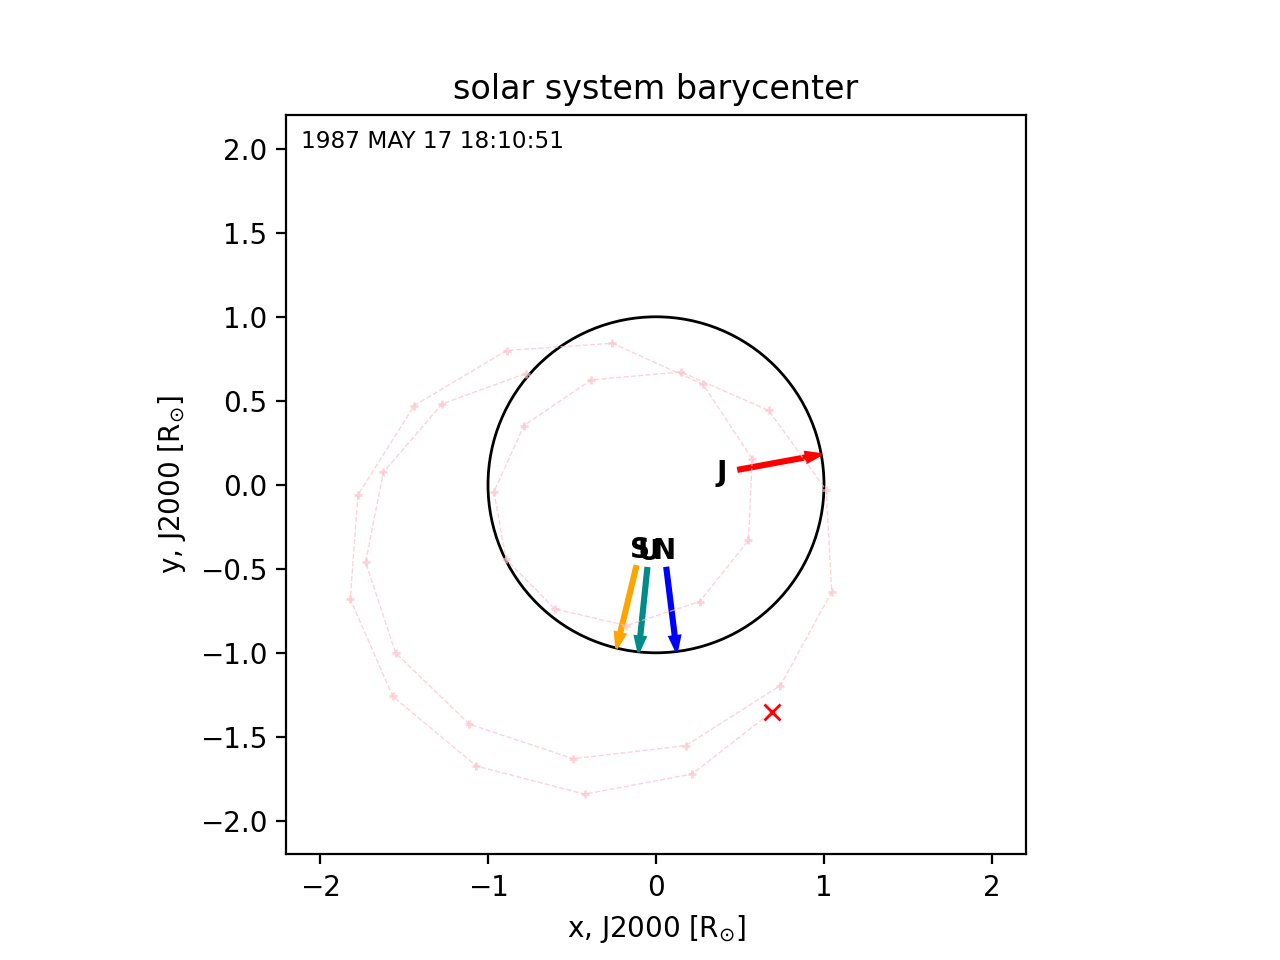 solar system barycenter
1987 MAY 17 18:10:51
2.0
1.5
1.0
0.5
0.0
−0.5
−1.0
−1.5
−2.0
y, J2000 [R☉]
J
S U N
−2 −1 0 1 2
x, J2000 [R☉]